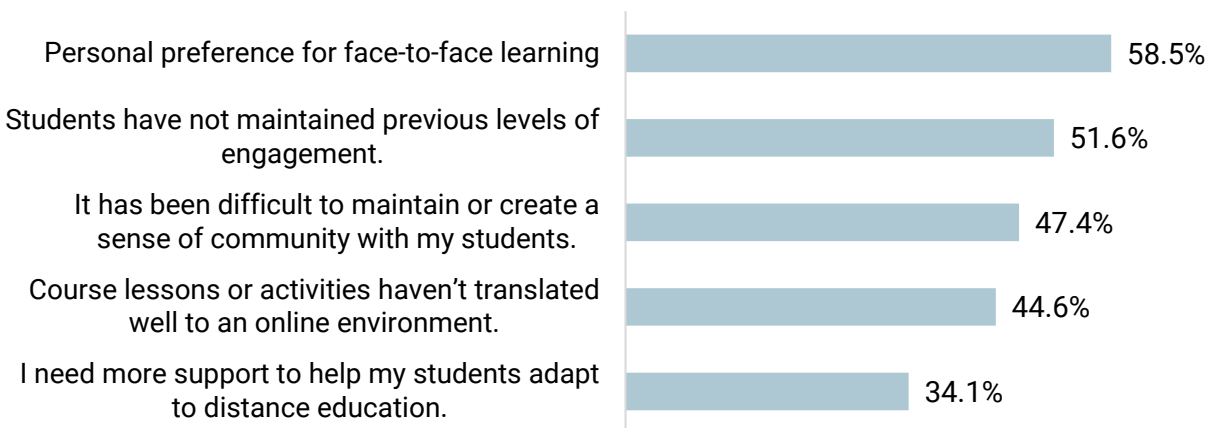 Personal preference for face-to-face learning
58.5%
Students have not maintained previous levels of
engagement.
51.6%
It has been difficult to maintain or create a
sense of community with my students.
47.4%
Course lessons or activities haven’t translated
well to an online environment.
44.6%
I need more support to help my students adapt
to distance education.
34.1%